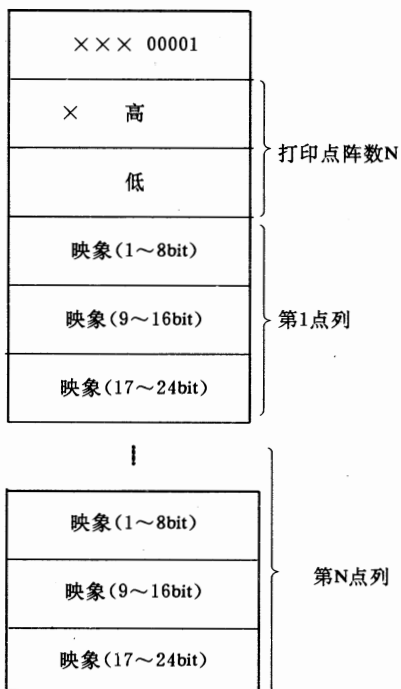 ××× 00001
× 高
打印点阵数N
低
映象(1～8bit)
映象(9～16bit)
第1点列
映象(17～24bit)
映象(1～8bit)
映象(9～16bit)
第N点列
映象(17～24bit)